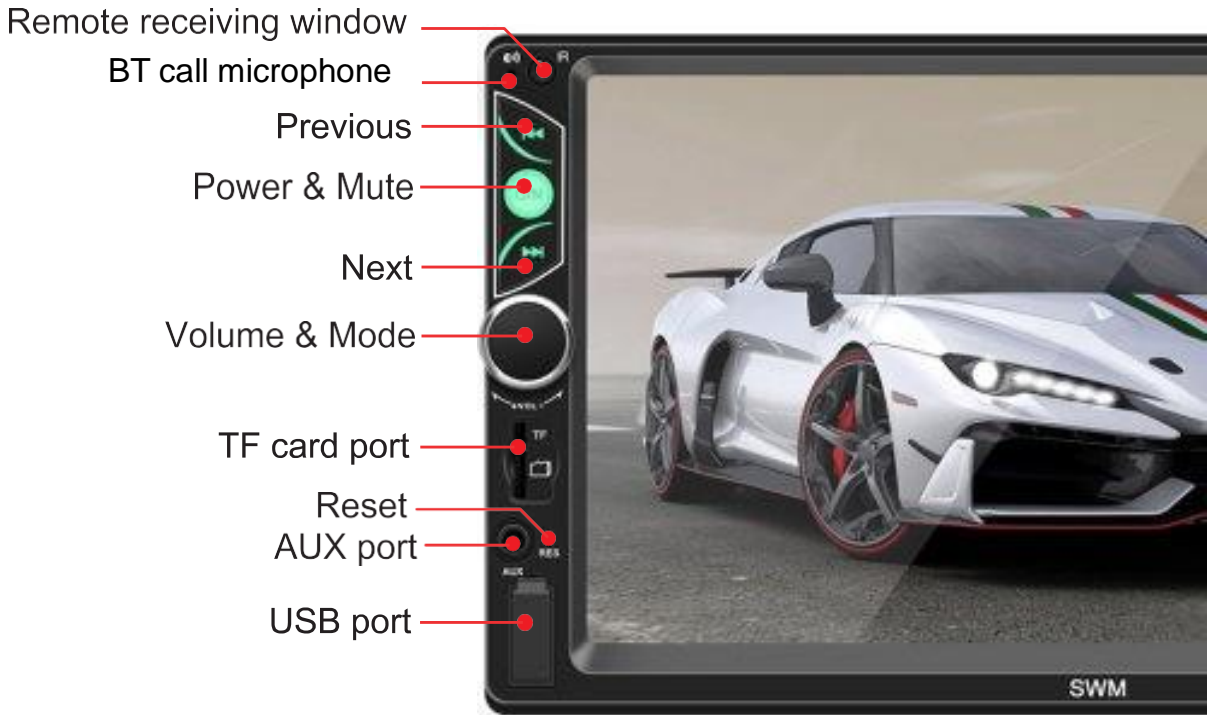 Remote receiving window
IR
BT call microphone
Previous
Power & Mute
Next
Volume & Mode
TF card port
TF
Reset
AUX port
RES
AUX
USB port
SWM